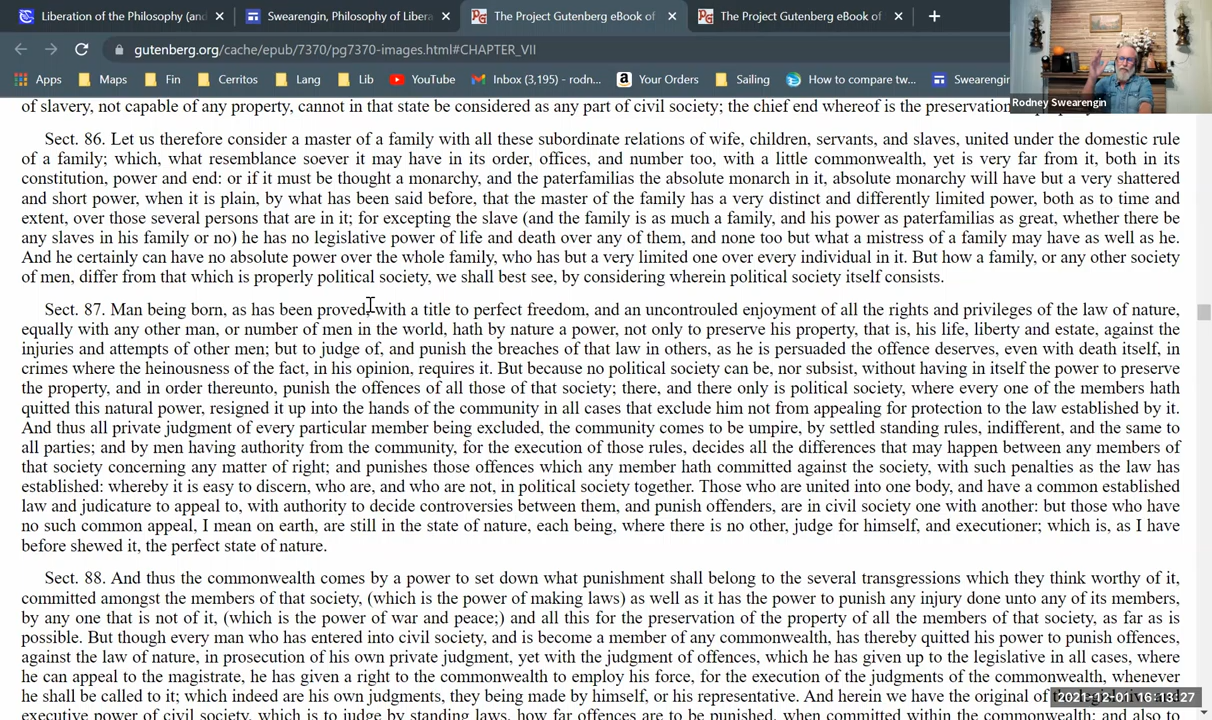 Liberation of the Philosophy (and
Swearengin, Philosophy of Libera
The Project Gutenberg eBook of
The Project Gutenberg eBook of
gutenberg.org/cache/epub/7370/pg7370-images.html#CHAPTER_VII
Apps Maps Fin Cerritos Lang Lib YouTube Inbox (3,195) - rodn... Your Orders Sailing How to compare tw... Swearengin
Rodney Swearengin
of slavery, not capable of any property, cannot in that state be considered as any part of civil society; the chief end whereof is the preservation
Sect. 86. Let us therefore consider a master of a family with all these subordinate relations of wife, children, servants, and slaves, united under the domestic rule
of a family; which, what resemblance soever it may have in its order, offices, and number too, with a little commonwealth, yet is very far from it, both in its
constitution, power and end: or if it must be thought a monarchy, and the paterfamilias the absolute monarch in it, absolute monarchy will have but a very shattered
and short power, when it is plain, by what has been said before, that the master of the family has a very distinct and differently limited power, both as to time and
extent, over those several persons that are in it; for excepting the slave (and the family is as much a family, and his power as paterfamilias as great, whether there be
any slaves in his family or no) he has no legislative power of life and death over any of them, and none too but what a mistress of a family may have as well as he.
And he certainly can have no absolute power over the whole family, who has but a very limited one over every individual in it. But how a family, or any other society
of men, differ from that which is properly political society, we shall best see, by considering wherein political society itself consists.
Sect. 87. Man being born, as has been proved, with a title to perfect freedom, and an uncontrouled enjoyment of all the rights and privileges of the law of nature,
equally with any other man, or number of men in the world, hath by nature a power, not only to preserve his property, that is, his life, liberty and estate, against the
injuries and attempts of other men; but to judge of, and punish the breaches of that law in others, as he is persuaded the offence deserves, even with death itself, in
crimes where the heinousness of the fact, in his opinion, requires it. But because no political society can be, nor subsist, without having in itself the power to preserve
the property, and in order thereunto, punish the offences of all those of that society; there, and there only is political society, where every one of the members hath
quitted this natural power, resigned it up into the hands of the community in all cases that exclude him not from appealing for protection to the law established by it.
And thus all private judgment of every particular member being excluded, the community comes to be umpire, by settled standing rules, indifferent, and the same to
all parties; and by men having authority from the community, for the execution of those rules, decides all the differences that may happen between any members of
that society concerning any matter of right; and punishes those offences which any member hath committed against the society, with such penalties as the law has
established: whereby it is easy to discern, who are, and who are not, in political society together. Those who are united into one body, and have a common established
law and judicature to appeal to, with authority to decide controversies between them, and punish offenders, are in civil society one with another: but those who have
no such common appeal, I mean on earth, are still in the state of nature, each being, where there is no other, judge for himself, and executioner; which is, as I have
before shewed it, the perfect state of nature.
Sect. 88. And thus the commonwealth comes by a power to set down what punishment shall belong to the several transgressions which they think worthy of it,
committed amongst the members of that society, (which is the power of making laws) as well as it has the power to punish any injury done unto any of its members,
by any one that is not of it, (which is the power of war and peace;) and all this for the preservation of the property of all the members of that society, as far as is
possible. But though every man who has entered into civil society, and is become a member of any commonwealth, has thereby quitted his power to punish offences,
against the law of nature, in prosecution of his own private judgment, yet with the judgment of offences, which he has given up to the legislative in all cases, where
he can appeal to the magistrate, he has given a right to the commonwealth to employ his force, for the execution of the judgments of the commonwealth, whenever
he shall be called to it; which indeed are his own judgments, they being made by himself, or his representative. And herein we have the original of
2021-12-01 16:13:27
executive power of civil society, which is to judge by standing laws, how far offences are to be punished, when committed within the commonwealth; and also to